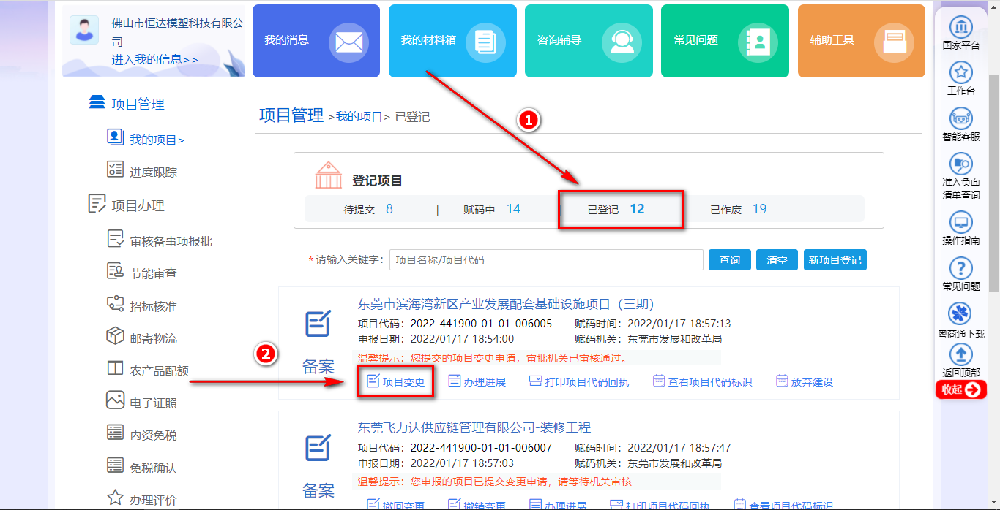 佛山市恒达模塑科技有限公
司
进入我的信息>>
我的消息
我的材料箱
咨询辅导
常见问题
辅助工具
项目管理
我的项目>
进度跟踪
项目办理
审核备事项报批
节能审查
招标核准
邮寄物流
农产品配额
电子证照
内资免税
免税确认
办理评价
项目管理 >我的项目> 已登记
1
登记项目
待提交 8 | 赋码中 14 已登记 12 已作废 19
* 请输入关键字： 项目名称/项目代码 查询 清空 新项目登记
东莞市滨海湾新区产业发展配套基础设施项目（三期）
项目代码：2022-441900-01-01-006005 赋码时间：2022/01/17 18:57:13
申报日期：2022/01/17 18:54:00 赋码机关：东莞市发展和改革局
备案
温馨提示：您提交的项目变更申请，审批机关已审核通过。
2
项目变更 办理进展 打印项目代码回执 查看项目代码标识 放弃建设
东莞飞力达供应链管理有限公司-装修工程
项目代码：2022-441900-01-01-006007 赋码时间：2022/01/17 18:57:47
申报日期：2022/01/17 18:57:03 赋码机关：东莞市发展和改革局
备案
温馨提示：您申报的项目已提交变更申请，请等待机关审核
撤回变更 撤销变更 办理进展 打印项目代码回执 查看项目代码标识
国家平台
工作台
智能客服
准入负面
清单查询
操作指南
?
常见问题
粤商通下载
返回顶部
收起